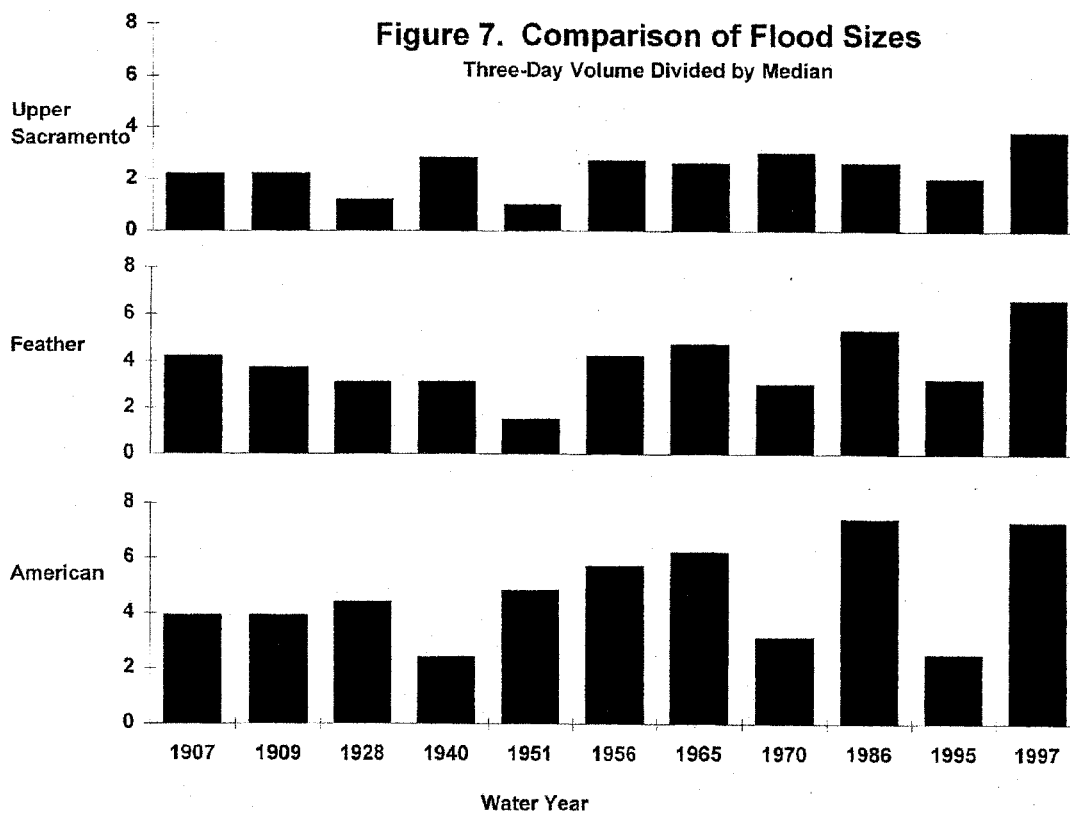 Figure 7. Comparison of Flood Sizes
Three-Day Volume Divided by Median
Upper
Sacramento
8
6
4
2
0
Feather
8
6
4
2
0
American
8
6
4
2
0
1907 1909 1928 1940 1951 1956 1965 1970 1986 1995 1997
Water Year